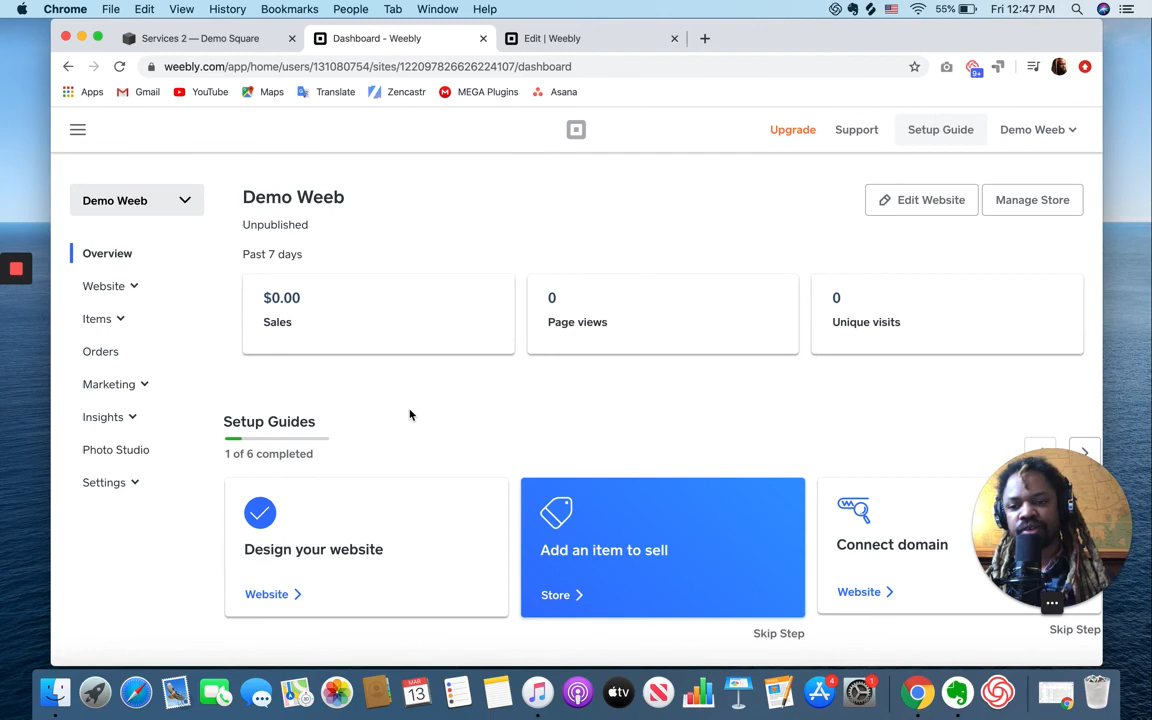 Chrome File Edit View History Bookmarks People Tab Window Help 55% Fri 12:47 PM
Services 2 — Demo Square Dashboard - Weebly Edit | Weebly
weebly.com/app/home/users/131080754/sites/122097826626224107/dashboard 9+
Apps Gmail YouTube Maps Translate Zencastr MEGA Plugins Asana
Upgrade Support Setup Guide Demo Weeb
Demo Weeb
Demo Weeb
Edit Website Manage Store
Unpublished
Overview
Past 7 days
Website
Items
Orders
Marketing
Insights
Photo Studio
Settings
$0.00
Sales
0
Page views
0
Unique visits
Setup Guides
1 of 6 completed
Design your website
Website
Add an item to sell
Store
Skip Step
Connect domain
Website
Skip Step
MAR
13
tv
4
1